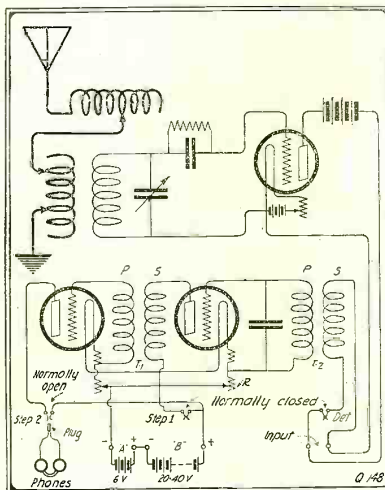 P S P S
T1 T2
R
Normally open
Normally closed
Step 2 Step 1 Det
Plug Input
- "A" + - "B" +
6 V 20-40 V
Phones
Q 148